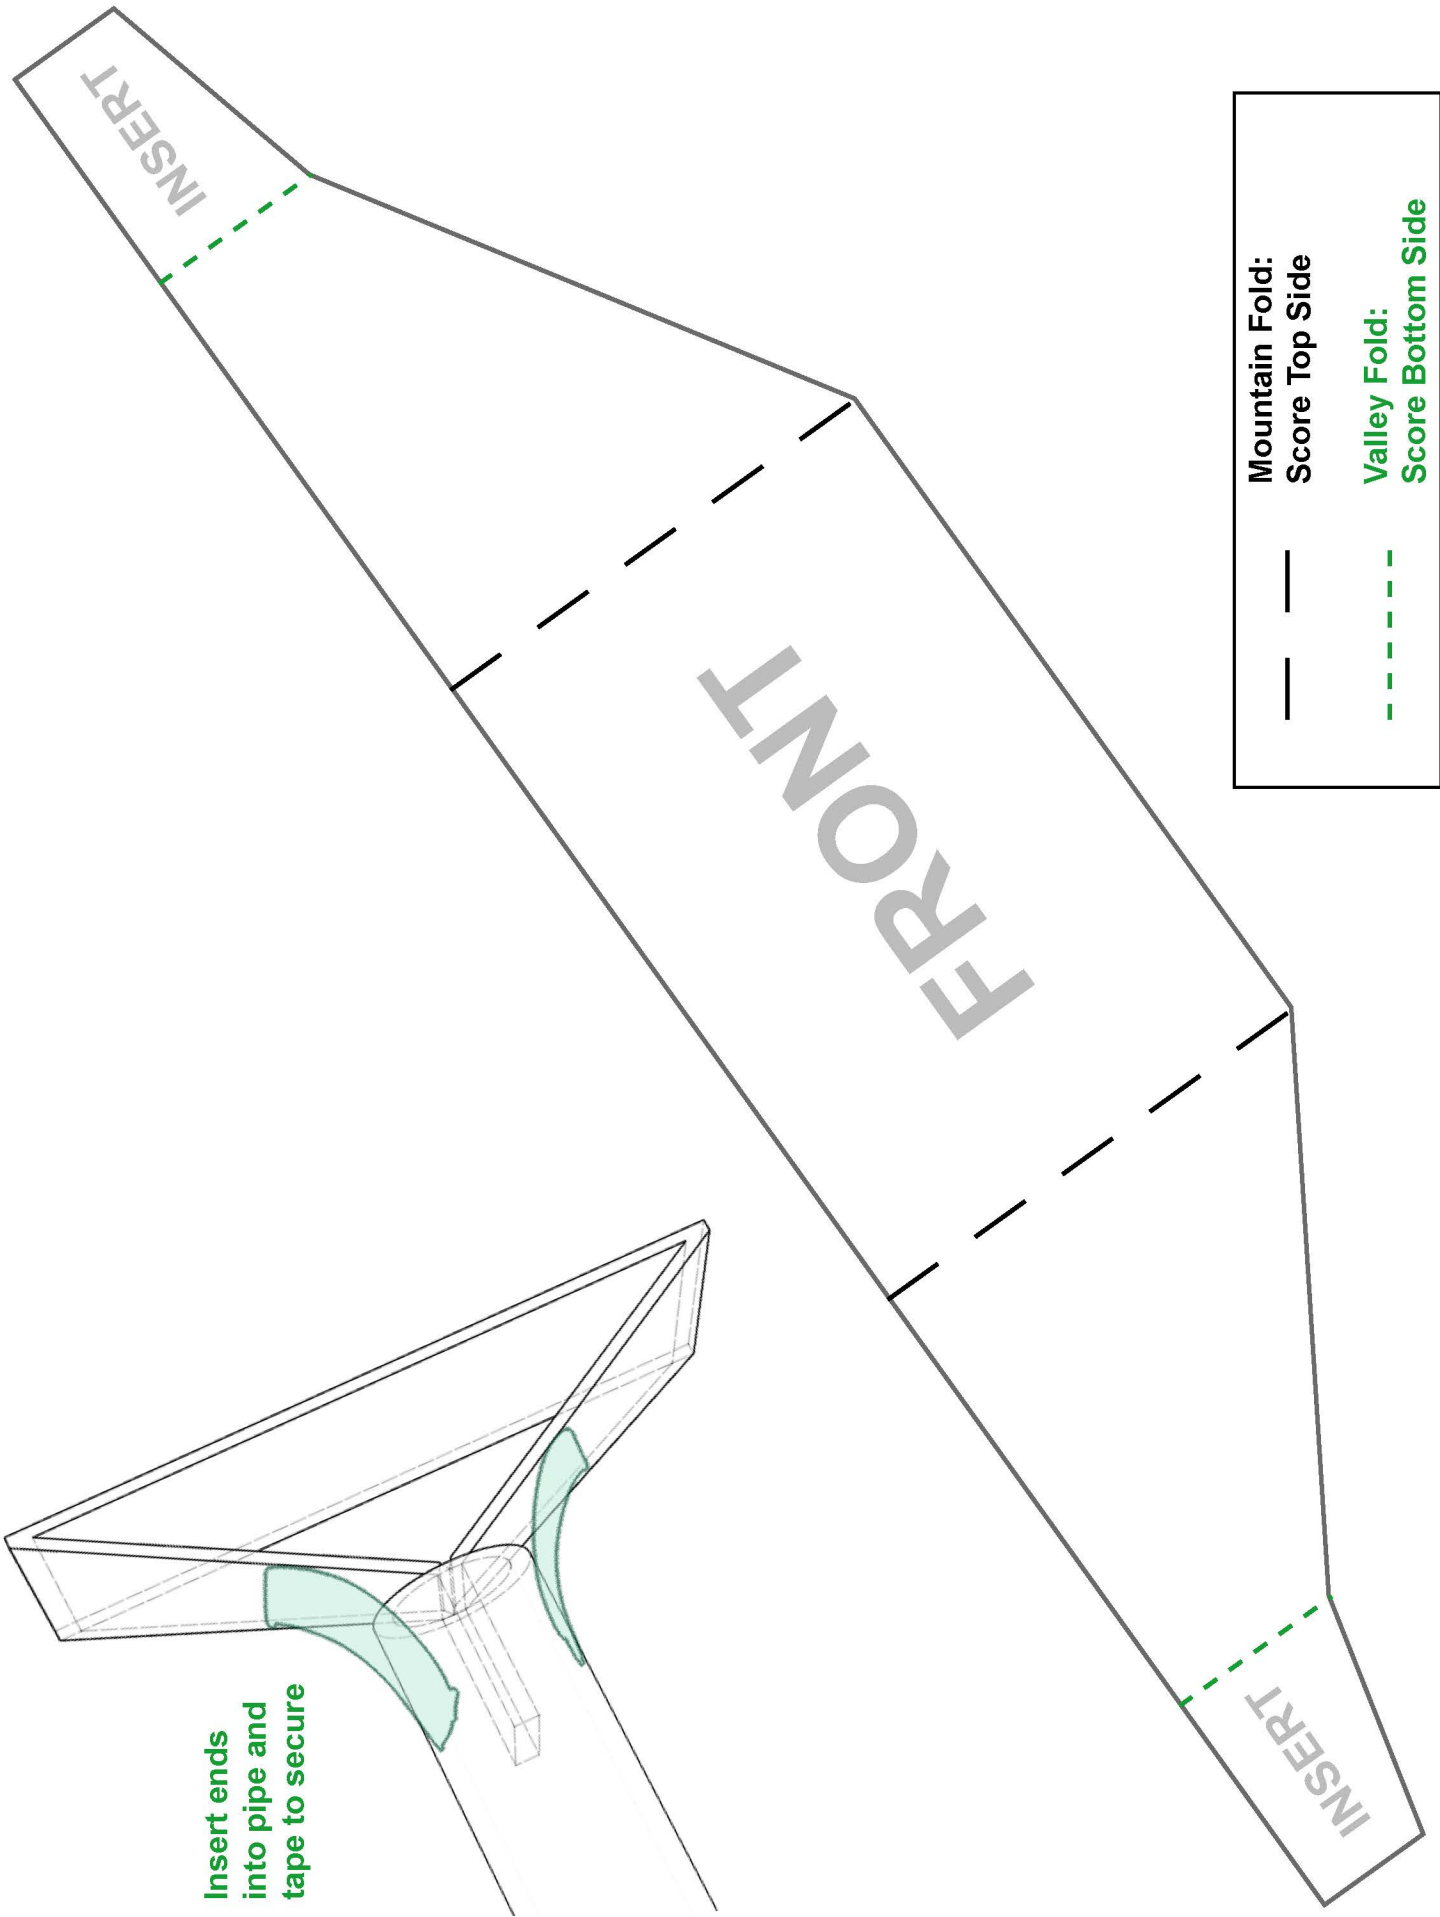 INSERT
FRONT
INSERT
Insert ends
into pipe and
tape to secure
Mountain Fold:
Score Top Side
Valley Fold:
Score Bottom Side